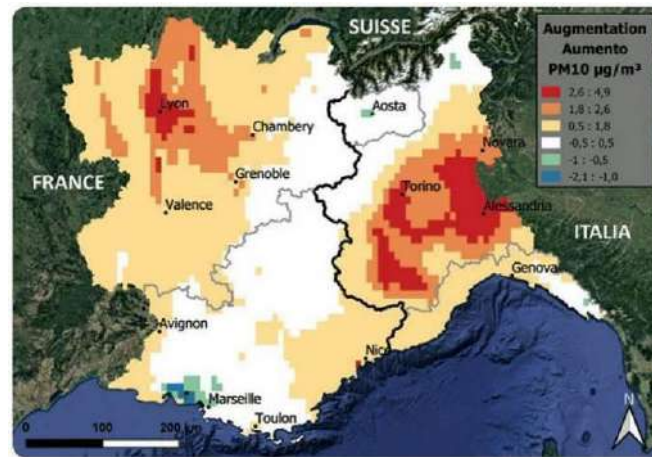 SUISSE
Augmentation
Aumento
PM10 µg/m³
2,6 : 4,9
1,8 : 2,6
0,5 : 1,8
-0,5 : 0,5
-1 : -0,5
-2,1 : -1,0
Lyon
Aosta
Chambery
Novara
FRANCE
Grenoble
Torino
Valence
Alessandria
ITALIA
Genova
Avignon
Nice
Marseille
Toulon
N
0 100 200 km